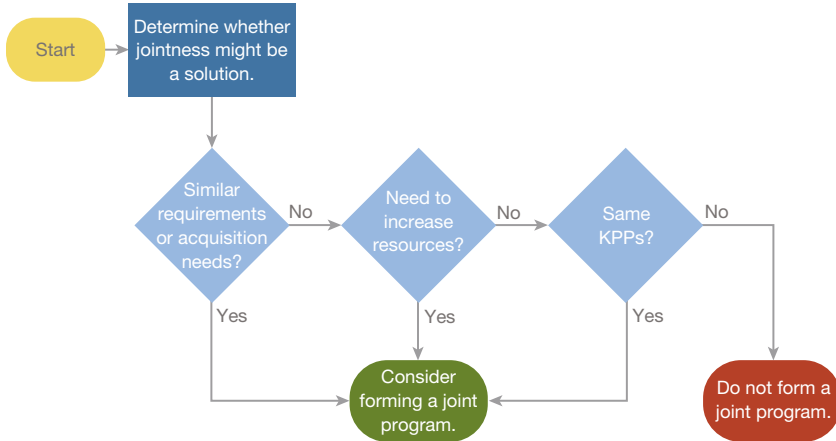 Start
Determine whether
jointness might be
a solution.
Similar
requirements
or acquisition
needs?
No
Need to
increase
resources?
No
Same
KPPs?
No
Yes
Yes
Yes
Consider
forming a joint
program.
Do not form a
joint program.